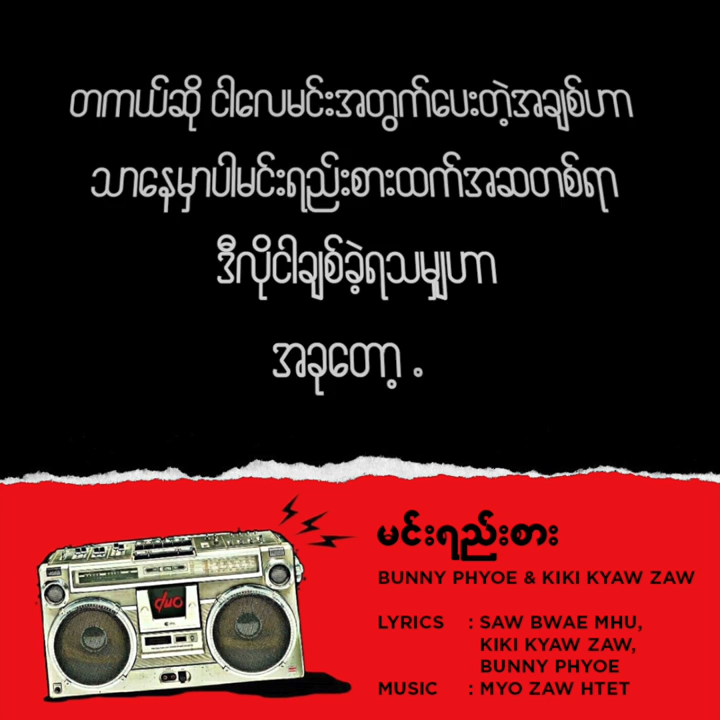 တကယ်ဆို ငါလေမင်းအတွက်ပေးတဲ့အချစ်ဟာ
သာနေမှာပါမင်းရည်းစားထက်အဆတစ်ရာ
ဒီလိုငါချစ်ခဲ့ရသမျှဟာ
အခုတော့ .
duo
မင်းရည်းစား
BUNNY PHYOE & KIKI KYAW ZAW
LYRICS : SAW BWAE MHU,
KIKI KYAW ZAW,
BUNNY PHYOE
MUSIC : MYO ZAW HTET